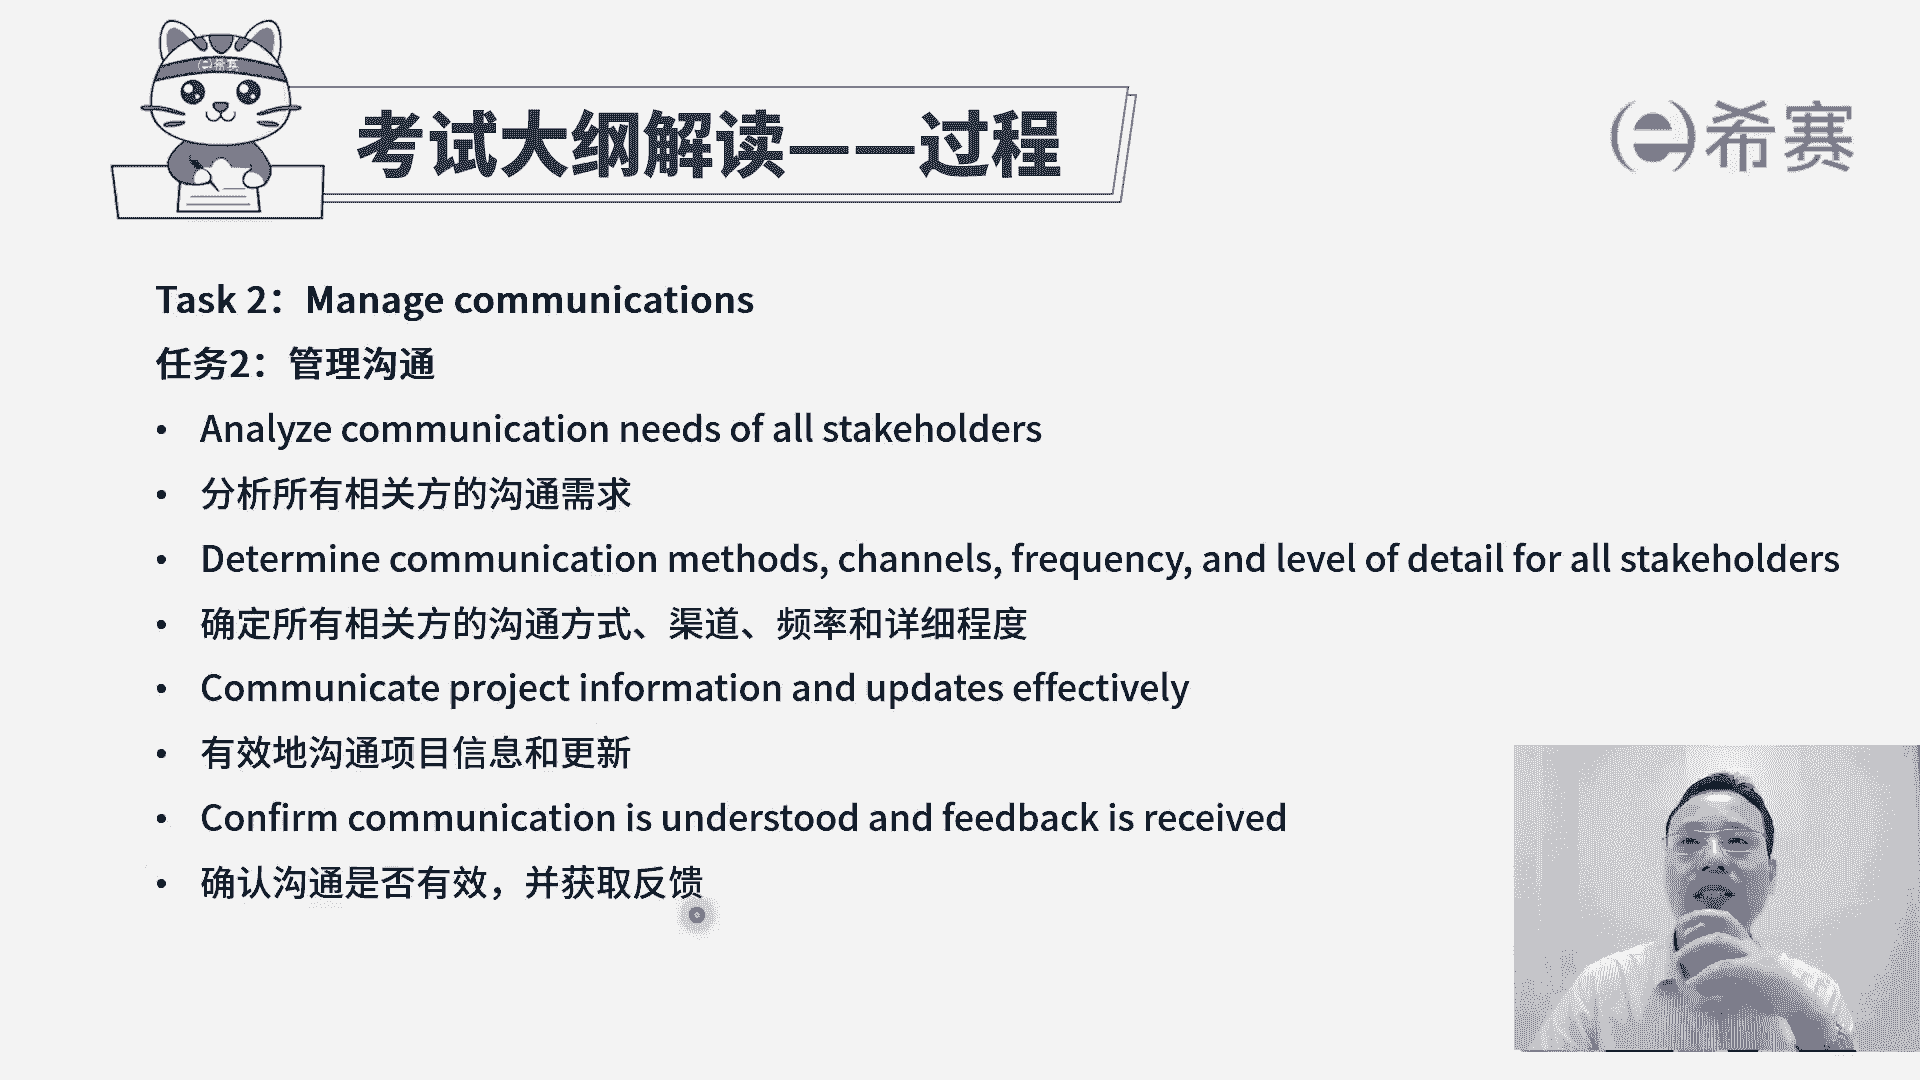 希赛
考试大纲解读——过程
希赛
Task 2：Manage communications
任务2：管理沟通
• Analyze communication needs of all stakeholders
• 分析所有相关方的沟通需求
• Determine communication methods, channels, frequency, and level of detail for all stakeholders
• 确定所有相关方的沟通方式、渠道、频率和详细程度
• Communicate project information and updates effectively
• 有效地沟通项目信息和更新
• Confirm communication is understood and feedback is received
• 确认沟通是否有效，并获取反馈